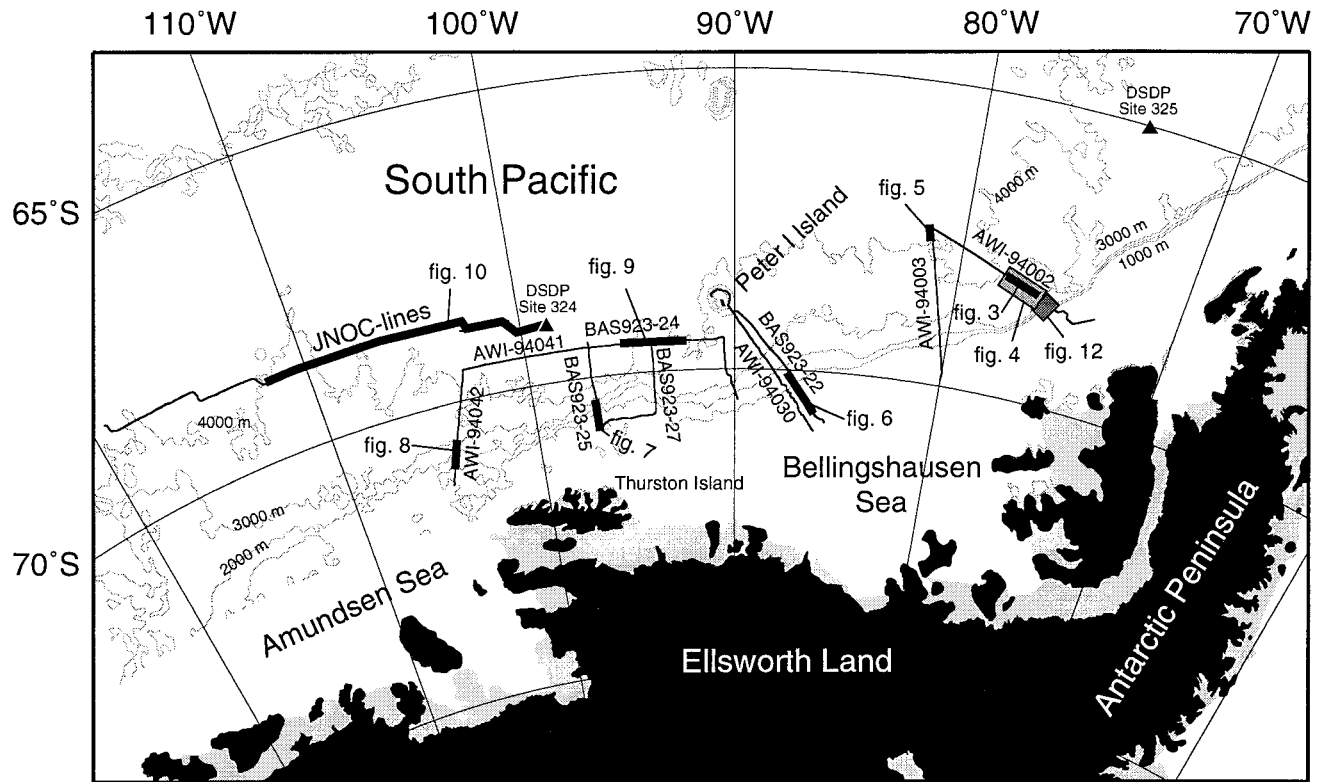 110˚W
100˚W
90˚W
80˚W
70˚W
DSDP
Site 325
South Pacific
4000 m
fig. 5
65˚S
Peter I Island
3000 m
1000 m
AWI-94002
fig. 10
fig. 9
DSDP
Site 324
JNOC-lines
BAS923-24
AWI-94003
fig. 3
AWI-94041
BAS923-22
fig. 4
fig. 12
AWI-94030
BAS923-25
BAS923-27
AWI-94042
4000 m
fig. 6
fig. 8
fig. 7
Bellingshausen
Sea
Thurston Island
3000 m
2000 m
70˚S
Amundsen Sea
Antarctic Peninsula
Ellsworth Land